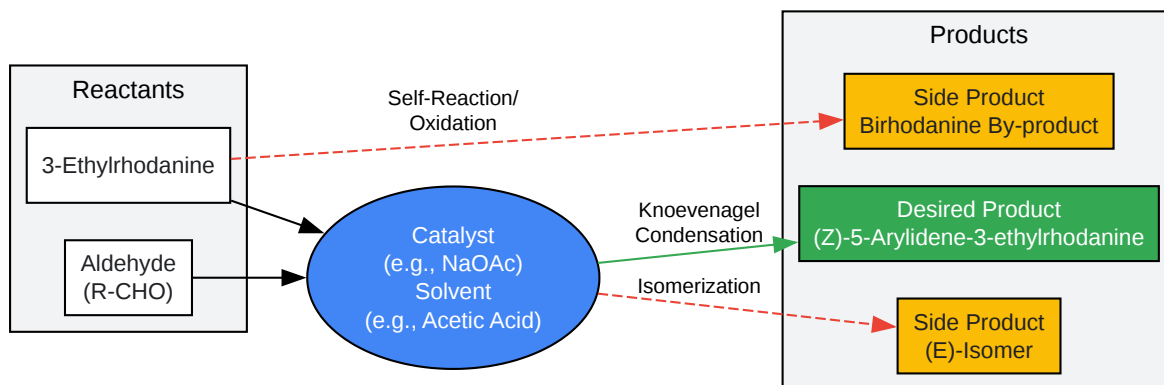 Reactants
3-Ethylrhodanine
Aldehyde
(R-CHO)
Self-Reaction/
Oxidation
Catalyst
(e.g., NaOAc)
Solvent
(e.g., Acetic Acid)
Knoevenagel
Condensation
Isomerization
Products
Side Product
Birhodanine By-product
Desired Product
(Z)-5-Arylidene-3-ethylrhodanine
Side Product
(E)-Isomer